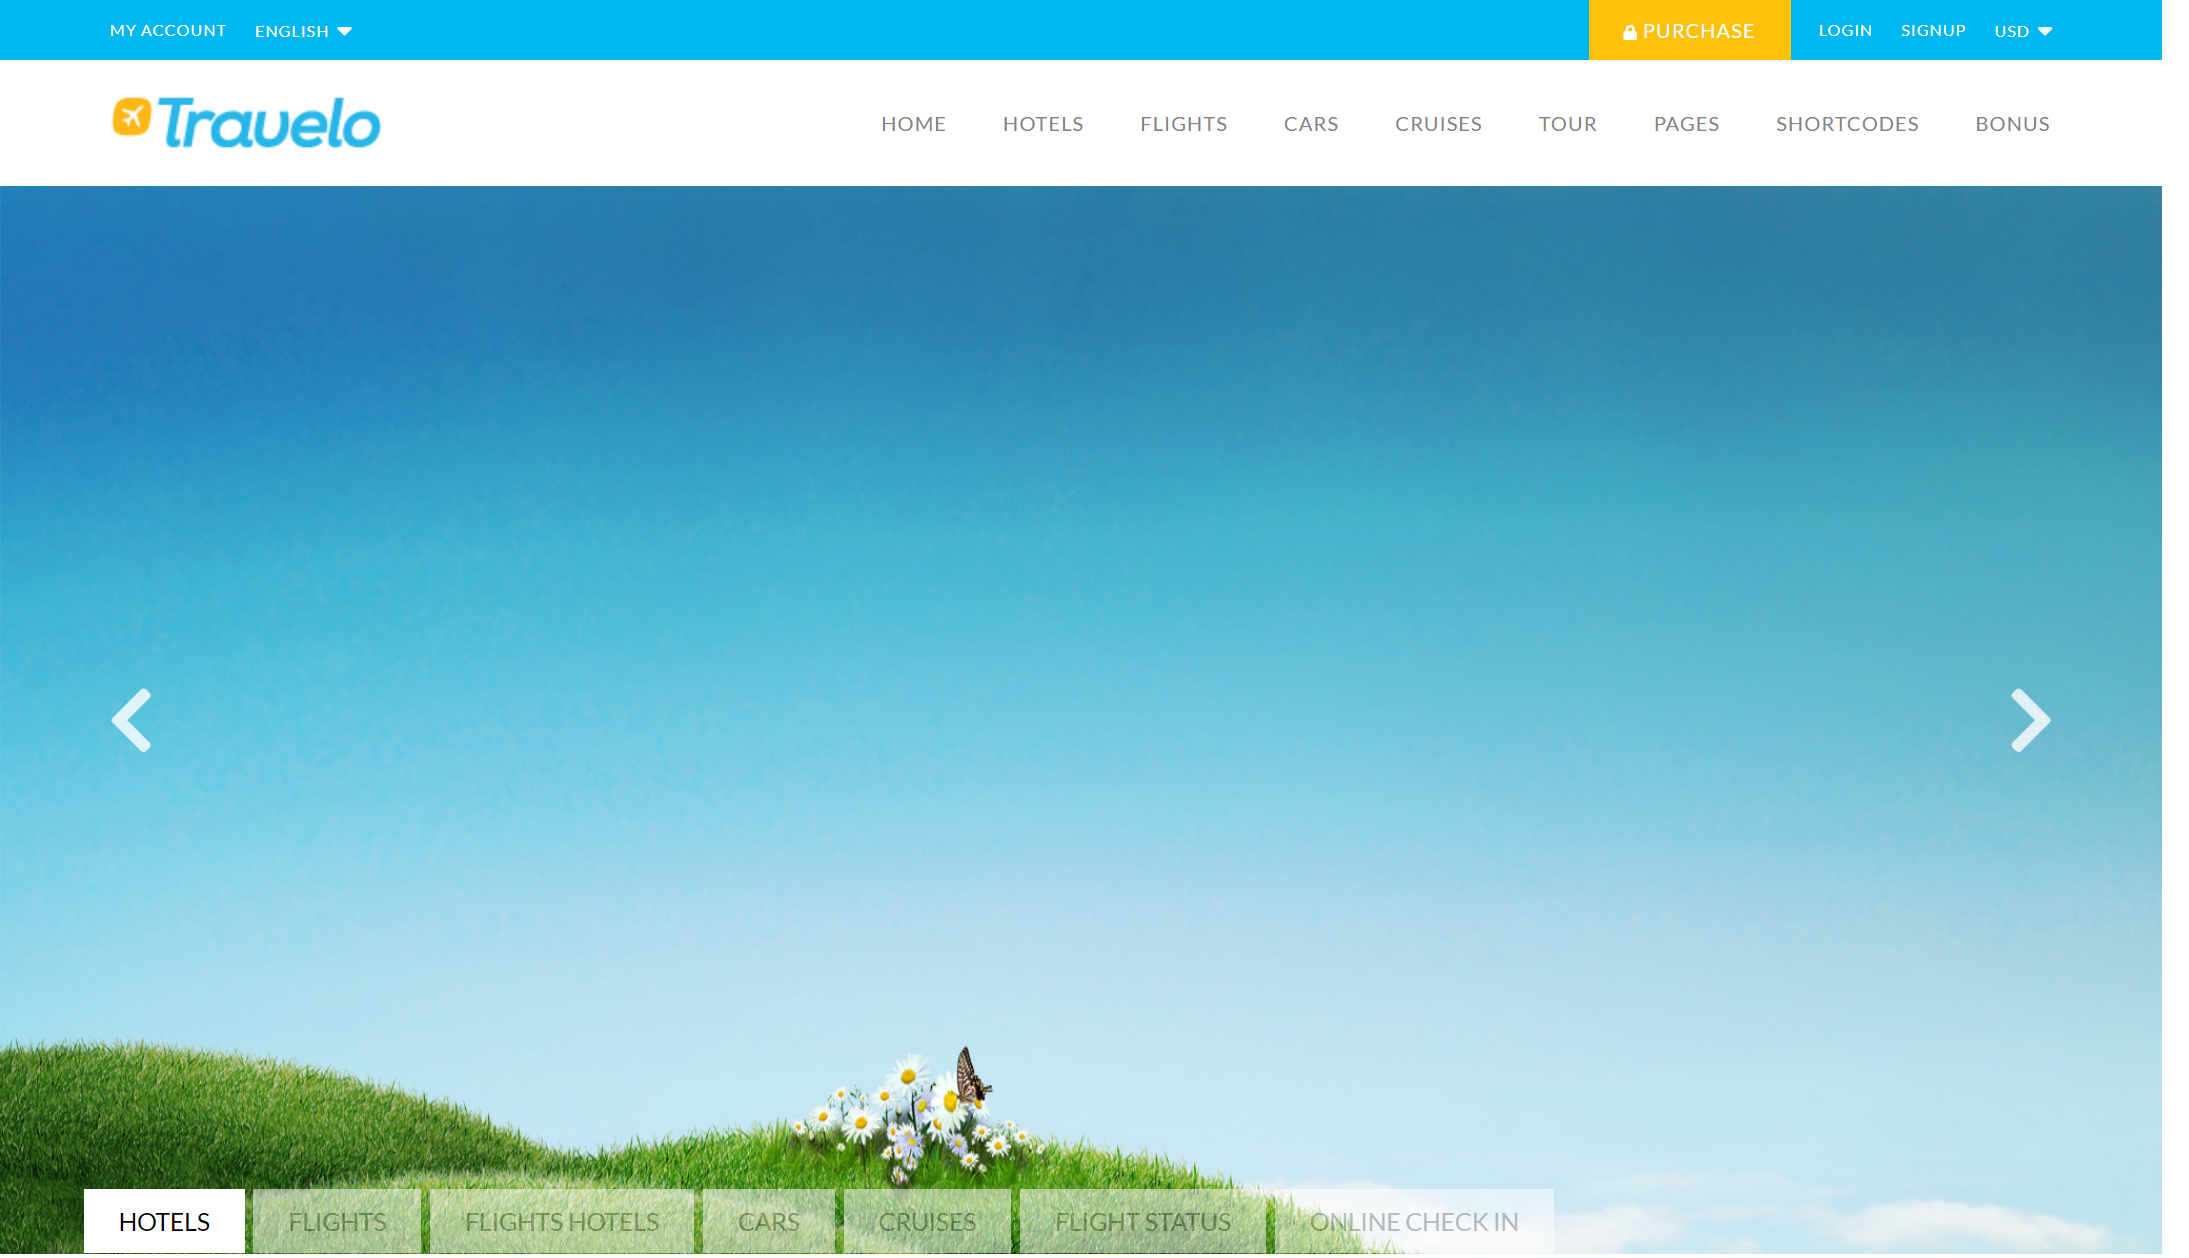 MY ACCOUNT ENGLISH PURCHASE LOGIN SIGNUP USD
Travelo HOME HOTELS FLIGHTS CARS CRUISES TOUR PAGES SHORTCODES BONUS
HOTELS FLIGHTS FLIGHTS HOTELS CARS CRUISES FLIGHT STATUS ONLINE CHECK IN